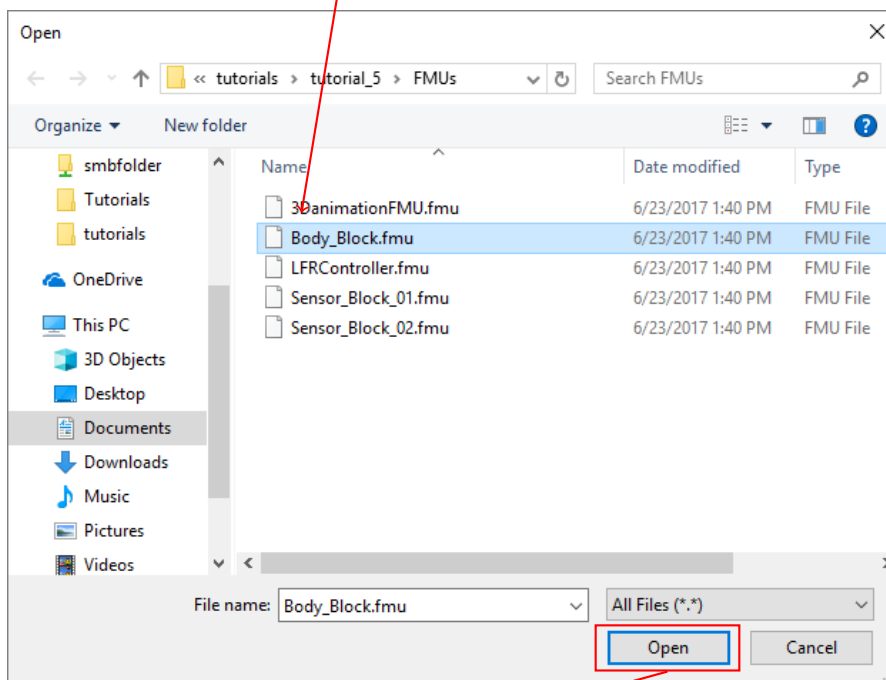 Open
« tutorials > tutorial_5 > FMUs
Search FMUs
Organize
New folder
Name
Date modified
Type
smbfolder
Tutorials
tutorials
OneDrive
This PC
3D Objects
Desktop
Documents
Downloads
Music
Pictures
Videos
3DanimationFMU.fmu 6/23/2017 1:40 PM FMU File
Body_Block.fmu 6/23/2017 1:40 PM FMU File
LFRController.fmu 6/23/2017 1:40 PM FMU File
Sensor_Block_01.fmu 6/23/2017 1:40 PM FMU File
Sensor_Block_02.fmu 6/23/2017 1:40 PM FMU File
File name: Body_Block.fmu
All Files (*.*)
Open
Cancel